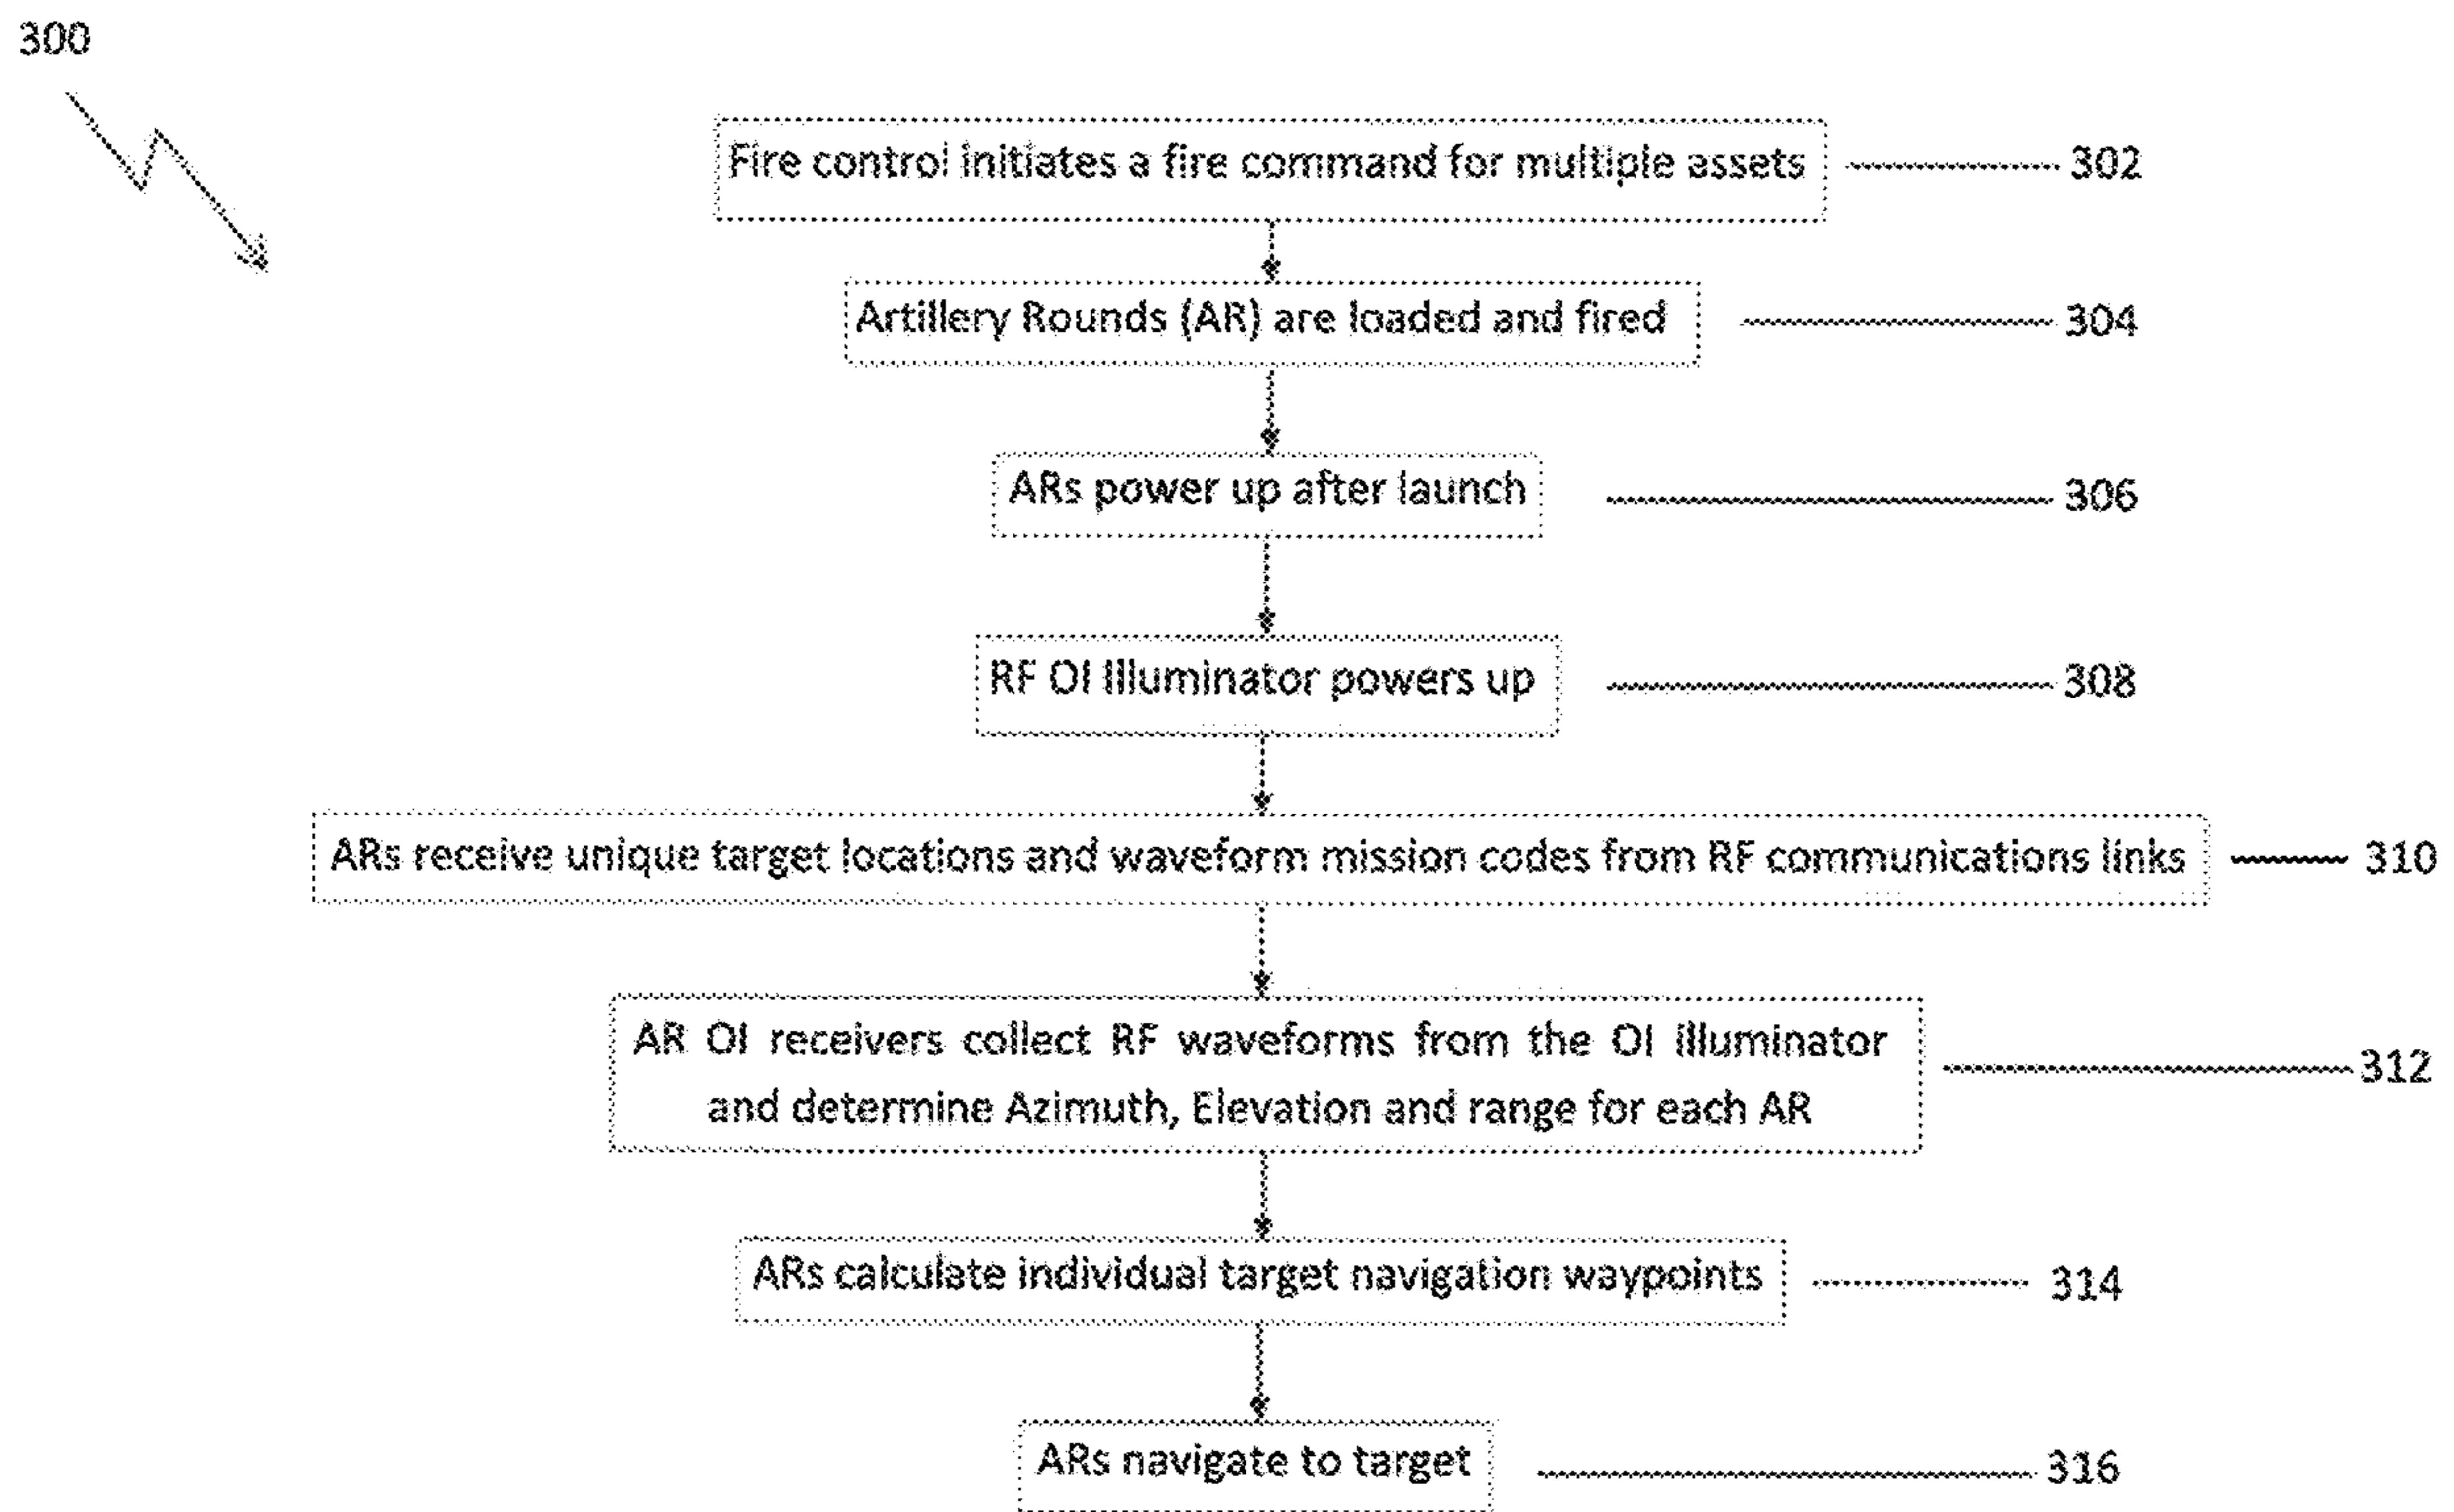 300
Fire control initiates a fire command for multiple assets 302
Artillery Rounds (AR) are loaded and fired 304
ARs power up after launch 306
RF OI Illuminator powers up 308
ARs receive unique target locations and waveform mission codes from RF communications links 310
AR OI receivers collect RF waveforms from the OI illuminator
and determine Azimuth, Elevation and range for each AR 312
ARs calculate individual target navigation waypoints 314
ARs navigate to target 316